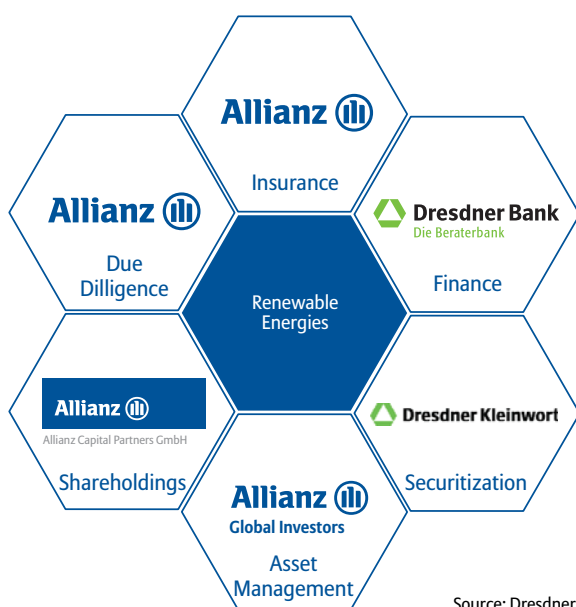 Allianz
Insurance
Allianz
Due
Dilligence
Dresdner Bank
Die Beraterbank
Finance
Renewable
Energies
Allianz
Allianz Capital Partners GmbH
Shareholdings
Dresdner Kleinwort
Securitization
Allianz
Global Investors
Asset
Management
Source: Dresdner